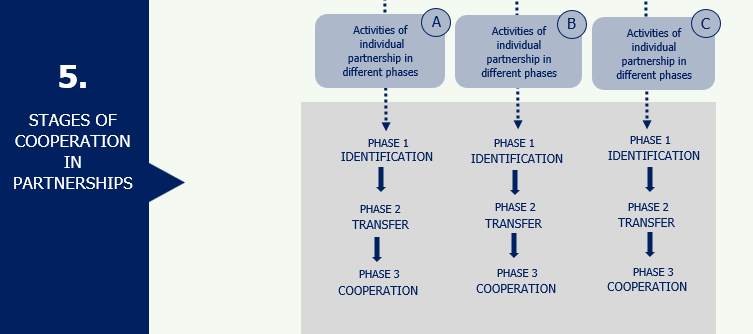 5.
STAGES OF
COOPERATION
IN
PARTNERSHIPS
A
Activities of
individual
partnership in
different phases
B
Activities of
individual
partnership in
different phases
C
Activities of
individual
partnership in
different phases
PHASE 1
IDENTIFICATION
PHASE 2
TRANSFER
PHASE 3
COOPERATION
PHASE 1
IDENTIFICATION
PHASE 2
TRANSFER
PHASE 3
COOPERATION
PHASE 1
IDENTIFICATION
PHASE 2
TRANSFER
PHASE 3
COOPERATION